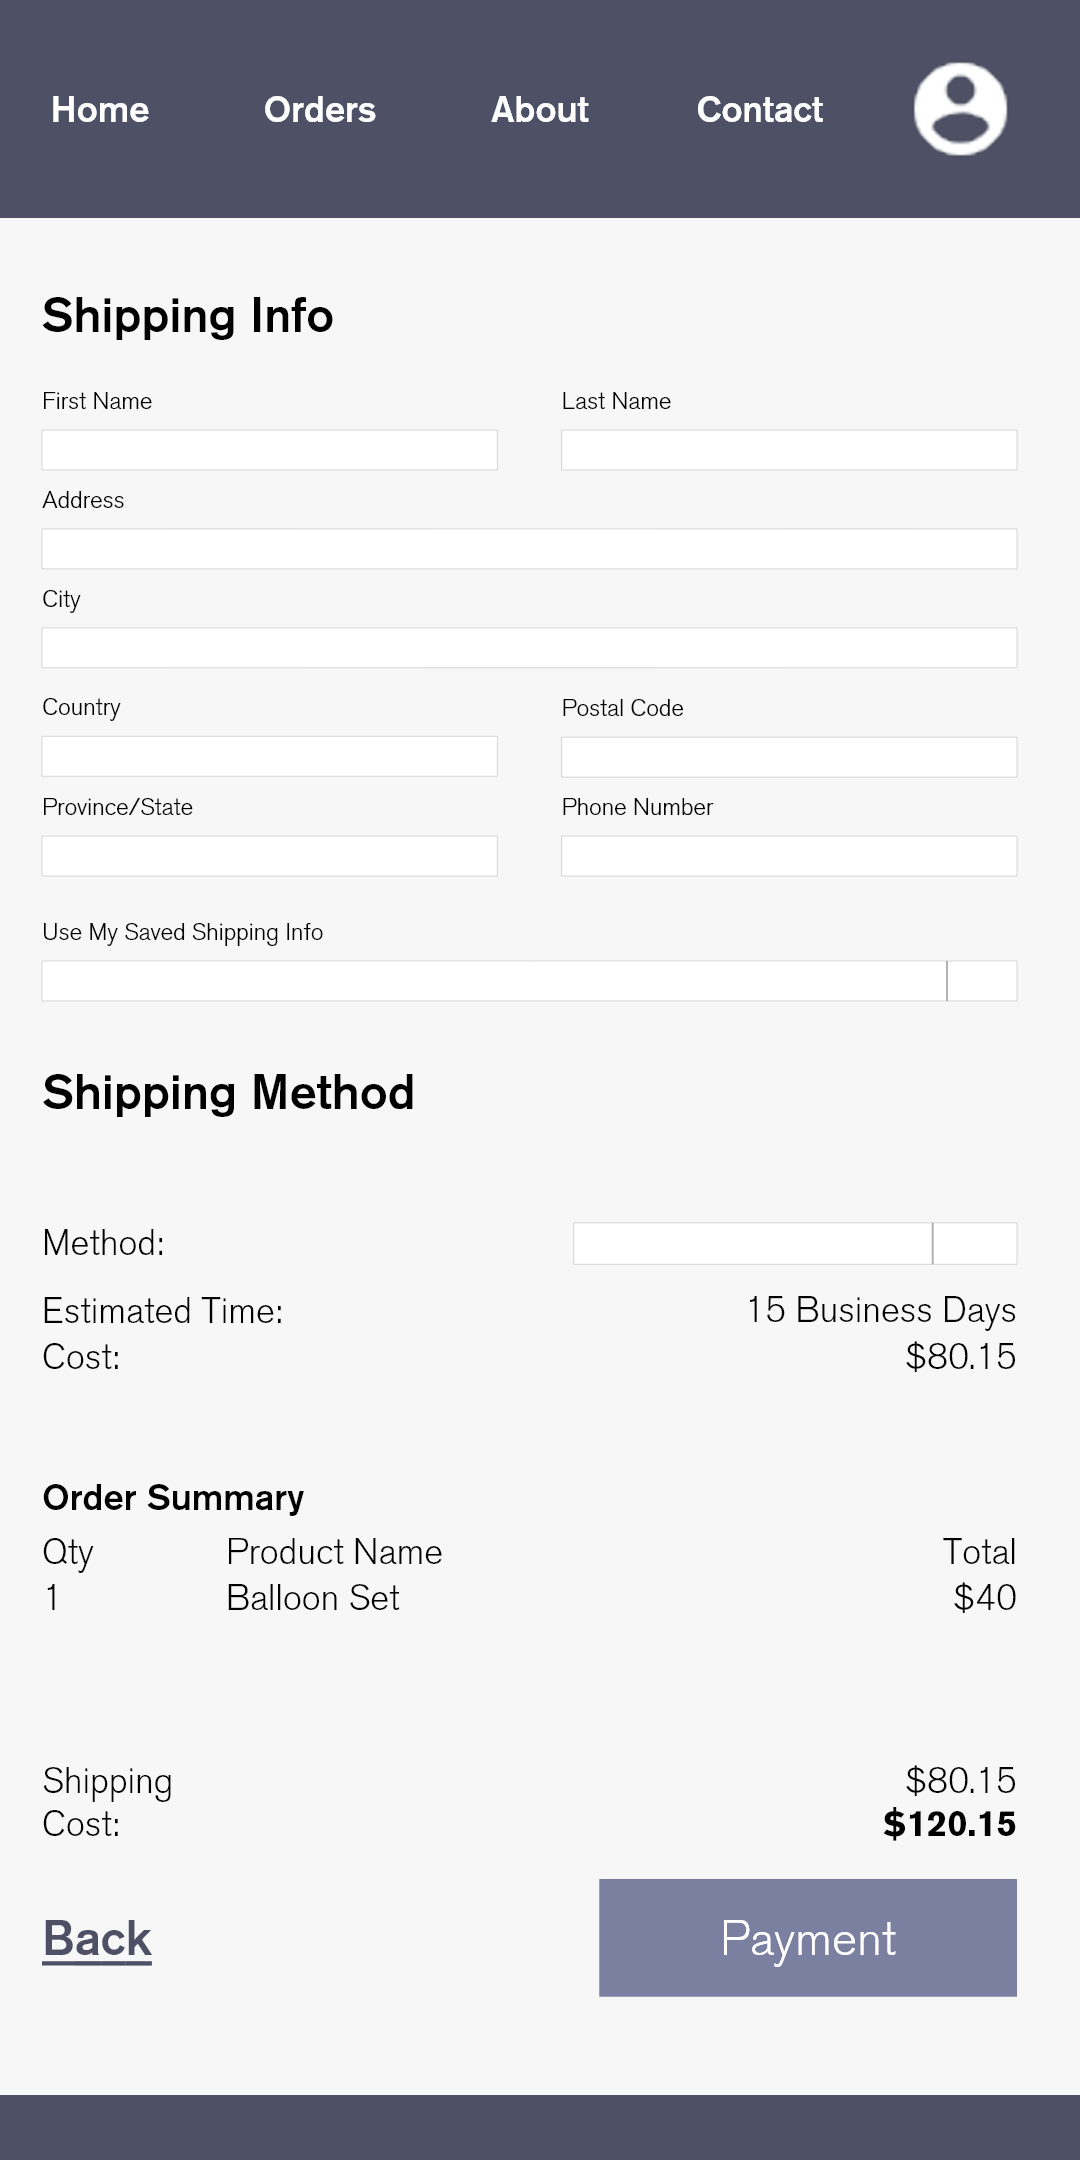 Home Orders About Contact
Shipping Info
First Name Last Name
Address
City
Country Postal Code
Province/State Phone Number
Use My Saved Shipping Info
Shipping Method
Method:
Estimated Time: 15 Business Days
Cost: $80.15
Order Summary
Qty Product Name Total
1 Balloon Set $40
Shipping $80.15
Cost: $120.15
Back Payment